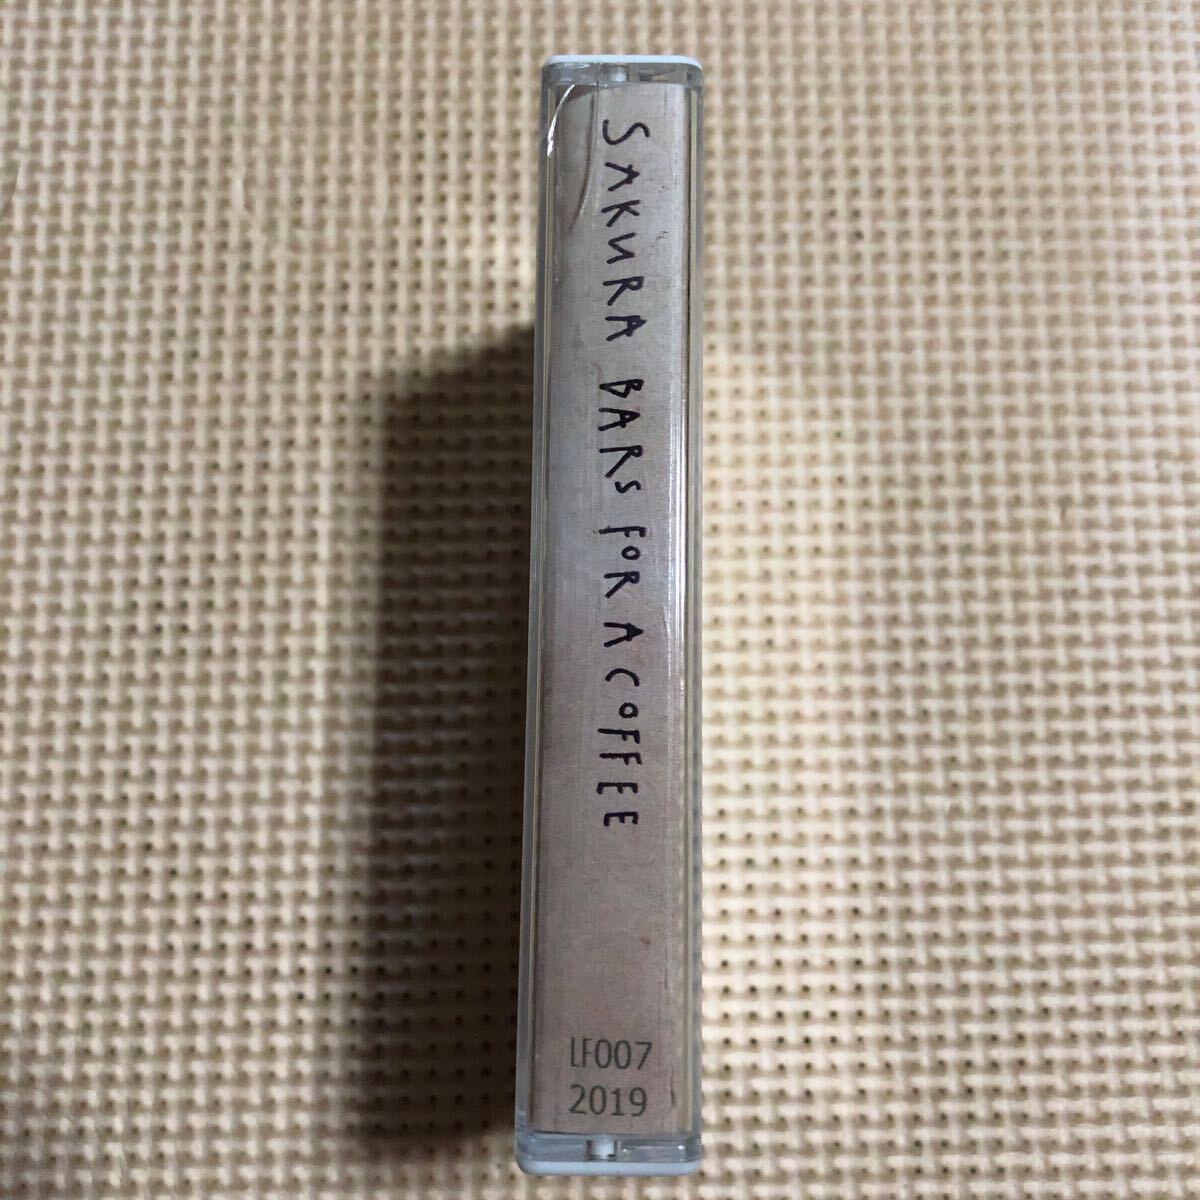 SAKURA BARS FOR A COFFEE
LF007
2019